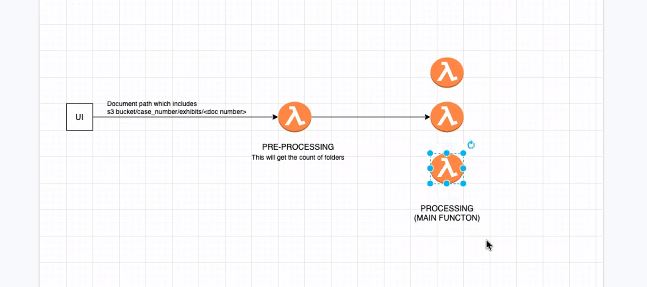 UI
Document path which includes
s3 bucket/case_number/exhibits/<doc number>
PRE-PROCESSING
This will get the count of folders
PROCESSING
(MAIN FUNCTON)